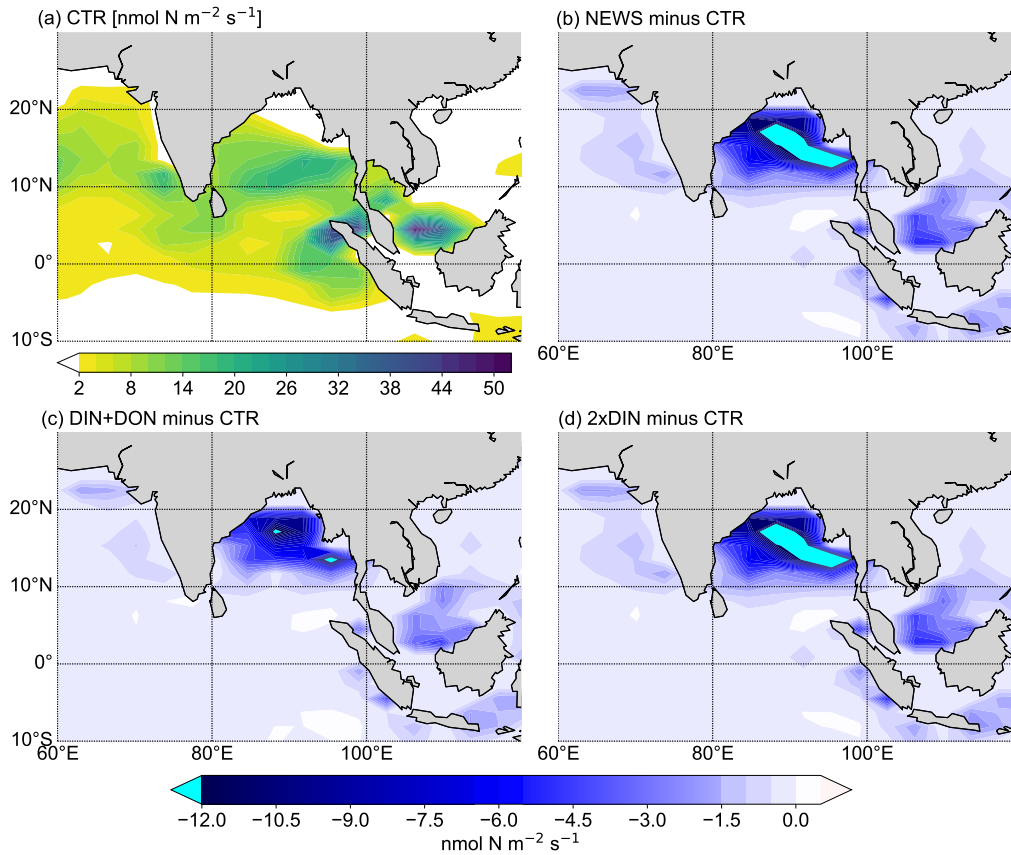 (a) CTR [nmol N m⁻² s⁻¹]
(b) NEWS minus CTR
20°N
10°N
0°
10°S
2 8 14 20 26 32 38 44 50
60°E 80°E 100°E
(c) DIN+DON minus CTR
(d) 2xDIN minus CTR
20°N
10°N
0°
10°S
60°E 80°E 100°E
60°E 80°E 100°E
−12.0 −10.5 −9.0 −7.5 −6.0 −4.5 −3.0 −1.5 0.0
nmol N m⁻² s⁻¹